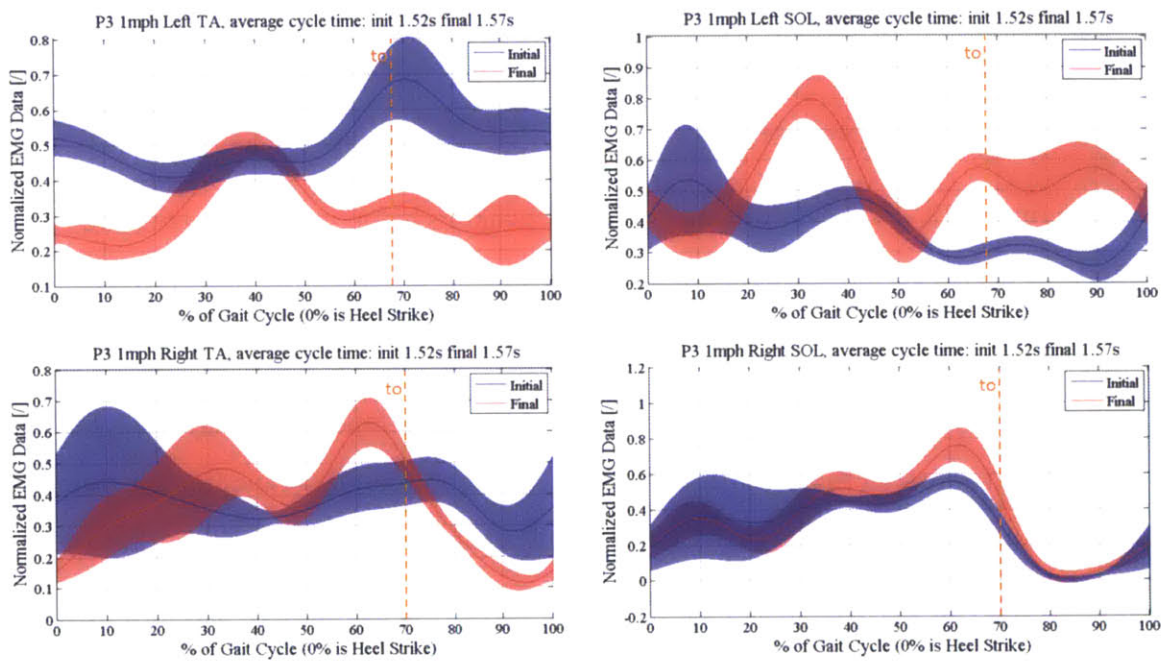 P3 1mph Left TA, average cycle time: init 1.52s final 1.57s
Normalized EMG Data [/]
0.8
0.7
0.6
0.5
0.4
0.3
0.2
0.1
to
Initial
Final
0 10 20 30 40 50 60 70 80 90 100
% of Gait Cycle (0% is Heel Strike)
P3 1mph Left SOL, average cycle time: init 1.52s final 1.57s
Normalized EMG Data [/]
1
0.9
0.8
0.7
0.6
0.5
0.4
0.3
0.2
to
Initial
Final
0 10 20 30 40 50 60 70 80 90 100
% of Gait Cycle (0% is Heel Strike)
P3 1mph Right TA, average cycle time: init 1.52s final 1.57s
Normalized EMG Data [/]
0.8
0.7
0.6
0.5
0.4
0.3
0.2
0.1
0
to
Initial
Final
0 10 20 30 40 50 60 70 80 90 100
% of Gait Cycle (0% is Heel Strike)
P3 1mph Right SOL, average cycle time: init 1.52s final 1.57s
Normalized EMG Data [/]
1.2
1
0.8
0.6
0.4
0.2
0
-0.2
to
Initial
Final
0 10 20 30 40 50 60 70 80 90 100
% of Gait Cycle (0% is Heel Strike)